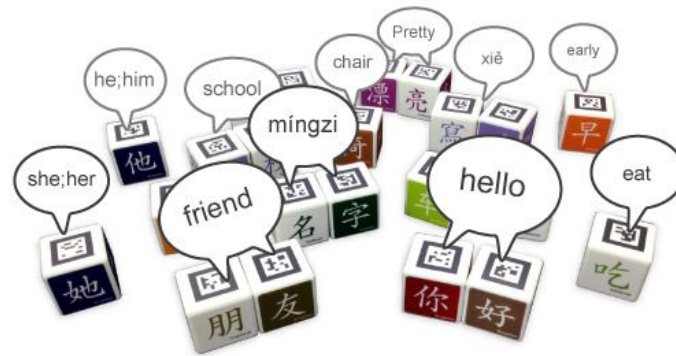 Pretty
he;him
school
chair
xiě
early
漂亮
寫
早
他
míngzi
she;her
friend
名字
hello
eat
她
朋友
你好
吃